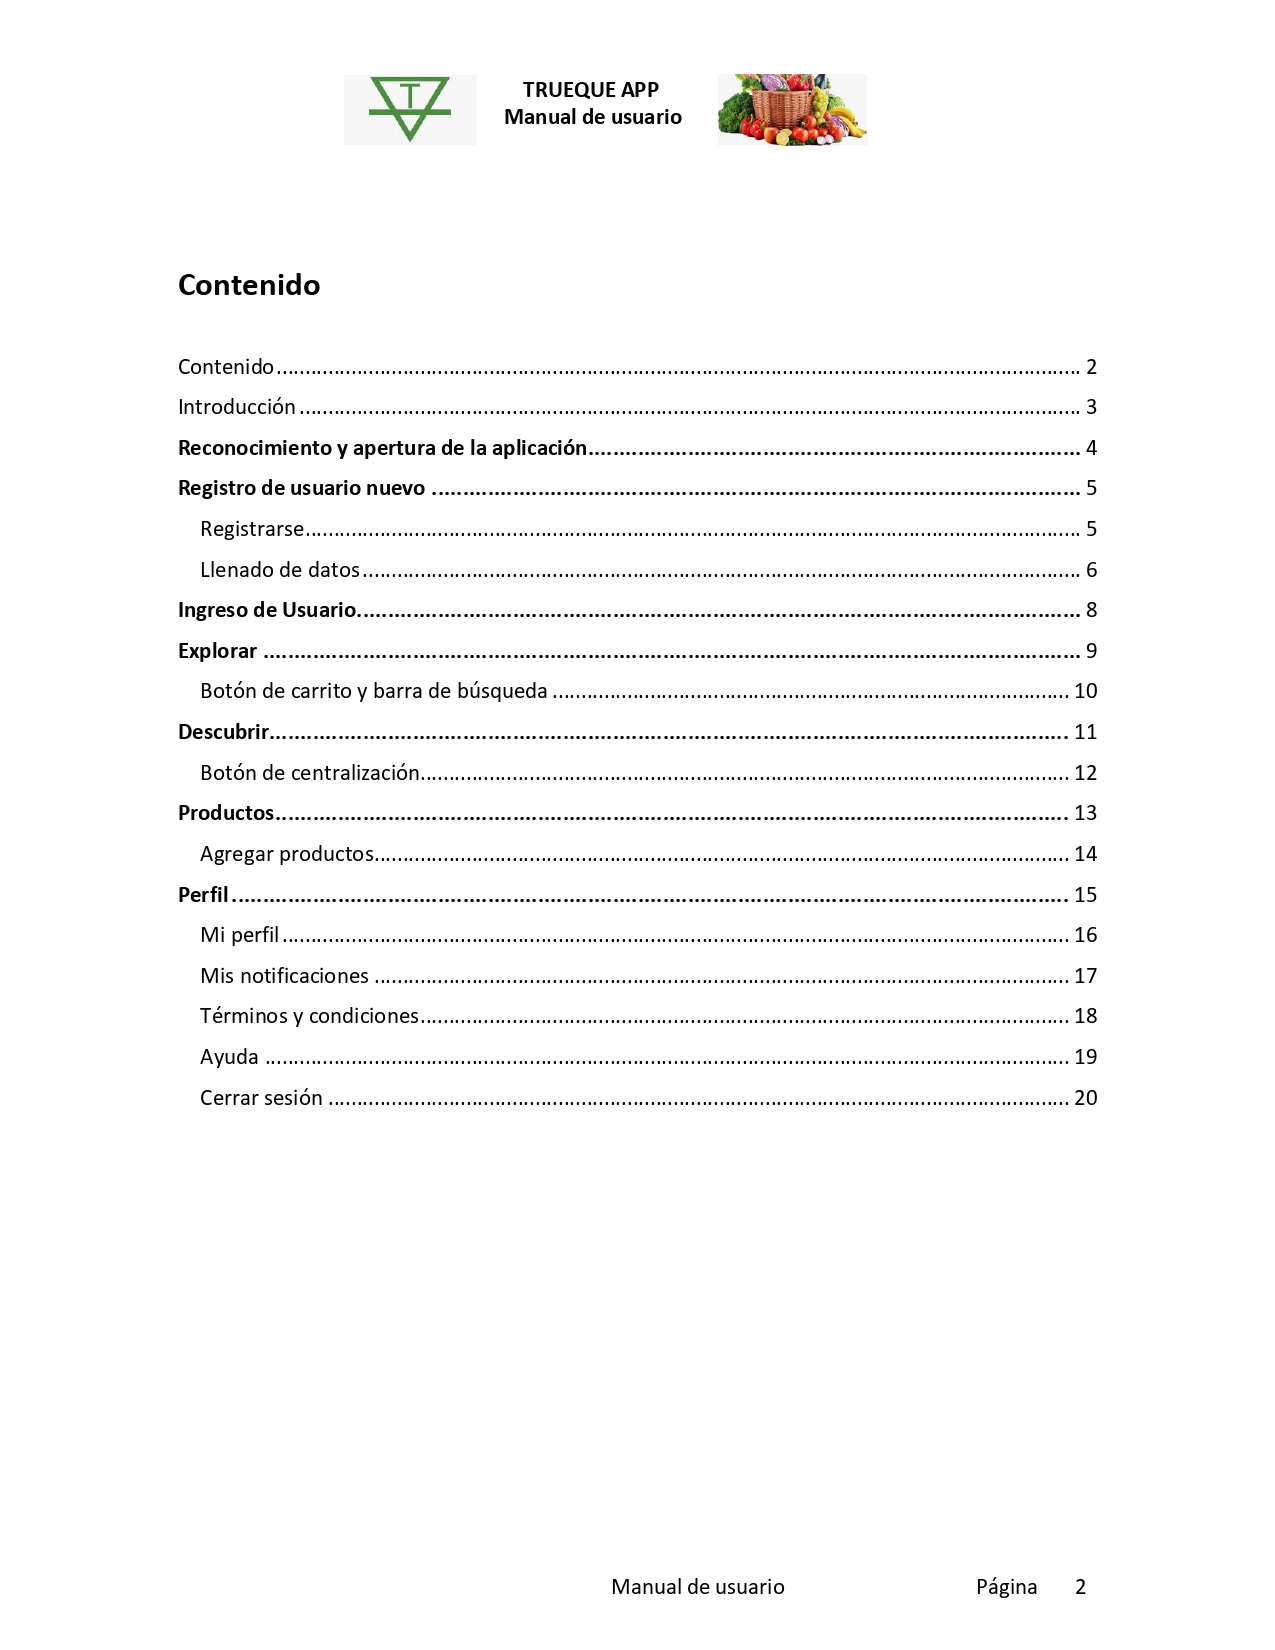 T
TRUEQUE APP
Manual de usuario
Contenido
Contenido ........ 2
Introducción ........ 3
Reconocimiento y apertura de la aplicación ........ 4
Registro de usuario nuevo ........ 5
Registrarse ........ 5
Llenado de datos ........ 6
Ingreso de Usuario ........ 8
Explorar ........ 9
Botón de carrito y barra de búsqueda ........ 10
Descubrir ........ 11
Botón de centralización ........ 12
Productos ........ 13
Agregar productos ........ 14
Perfil ........ 15
Mi perfil ........ 16
Mis notificaciones ........ 17
Términos y condiciones ........ 18
Ayuda ........ 19
Cerrar sesión ........ 20
Manual de usuario Página 2